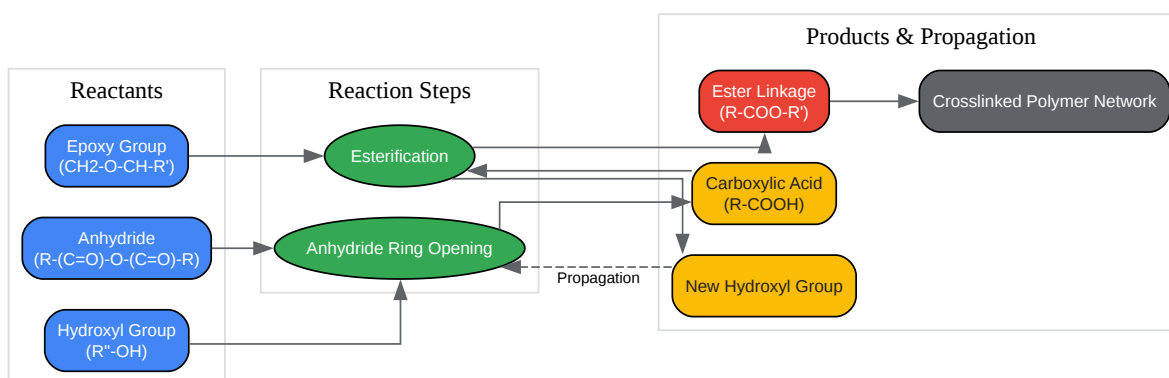 Reactants
Epoxy Group
(CH2-O-CH-R')
Anhydride
(R-(C=O)-O-(C=O)-R)
Hydroxyl Group
(R''-OH)
Reaction Steps
Esterification
Anhydride Ring Opening
Propagation
Products & Propagation
Ester Linkage
(R-COO-R')
Crosslinked Polymer Network
Carboxylic Acid
(R-COOH)
New Hydroxyl Group